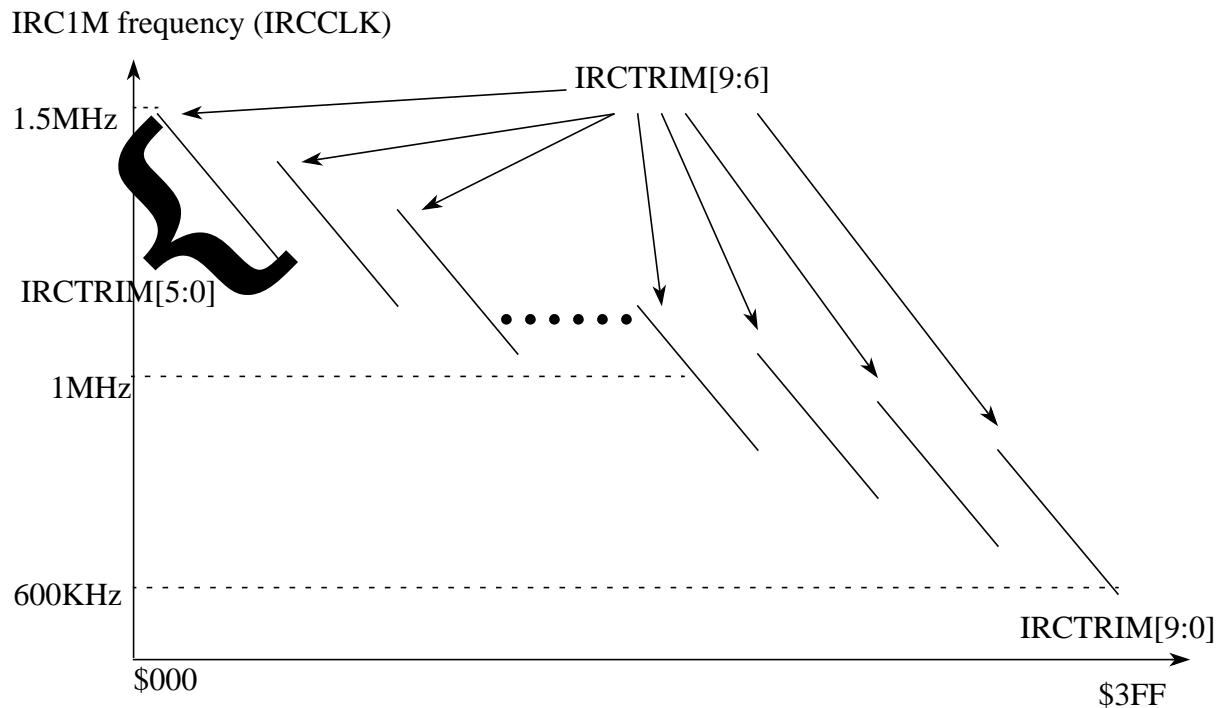 IRC1M frequency (IRCCLK)
IRCTRIM[9:6]
1.5MHz
IRCTRIM[5:0]
1MHz
600KHz
IRCTRIM[9:0]
$000
$3FF